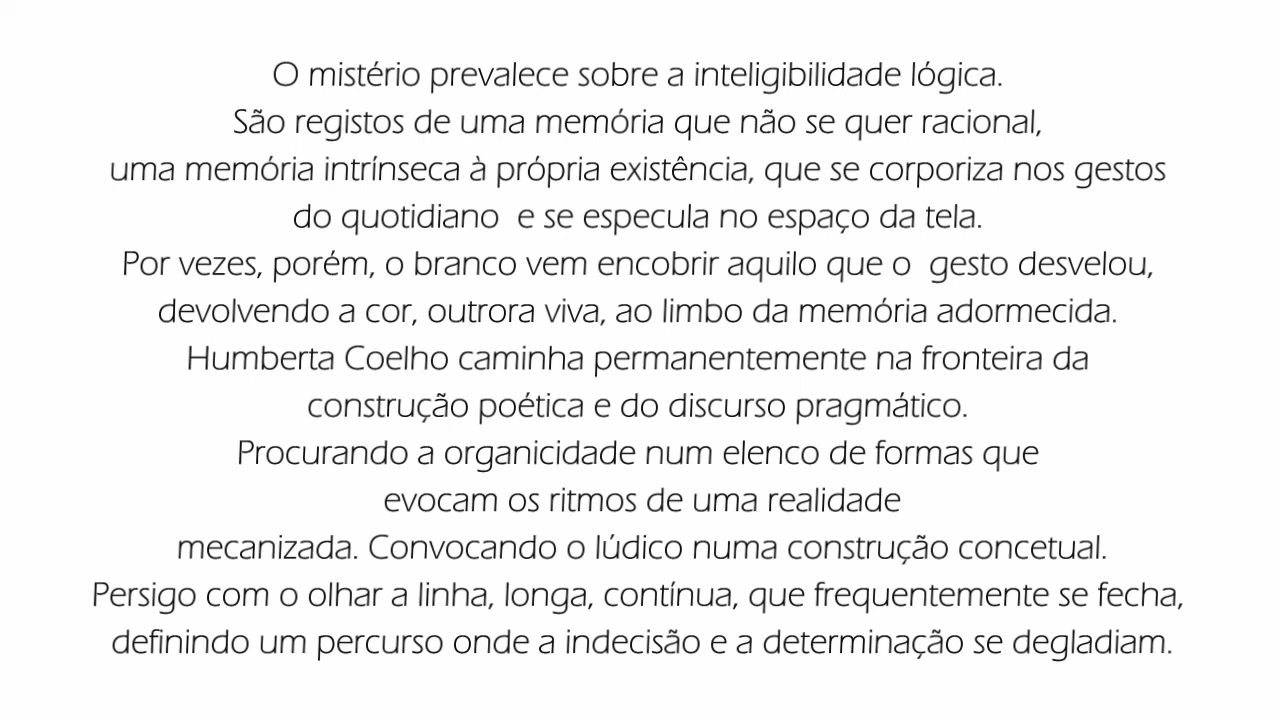 O mistério prevalece sobre a inteligibilidade lógica.
São registos de uma memória que não se quer racional,
uma memória intrínseca à própria existência, que se corporiza nos gestos
do quotidiano  e se especula no espaço da tela.
Por vezes, porém, o branco vem encobrir aquilo que o  gesto desvelou,
devolvendo a cor, outrora viva, ao limbo da memória adormecida.
Humberta Coelho caminha permanentemente na fronteira da
construção poética e do discurso pragmático.
Procurando a organicidade num elenco de formas que
evocam os ritmos de uma realidade
mecanizada. Convocando o lúdico numa construção concetual.
Persigo com o olhar a linha, longa, contínua, que frequentemente se fecha,
definindo um percurso onde a indecisão e a determinação se degladiam.